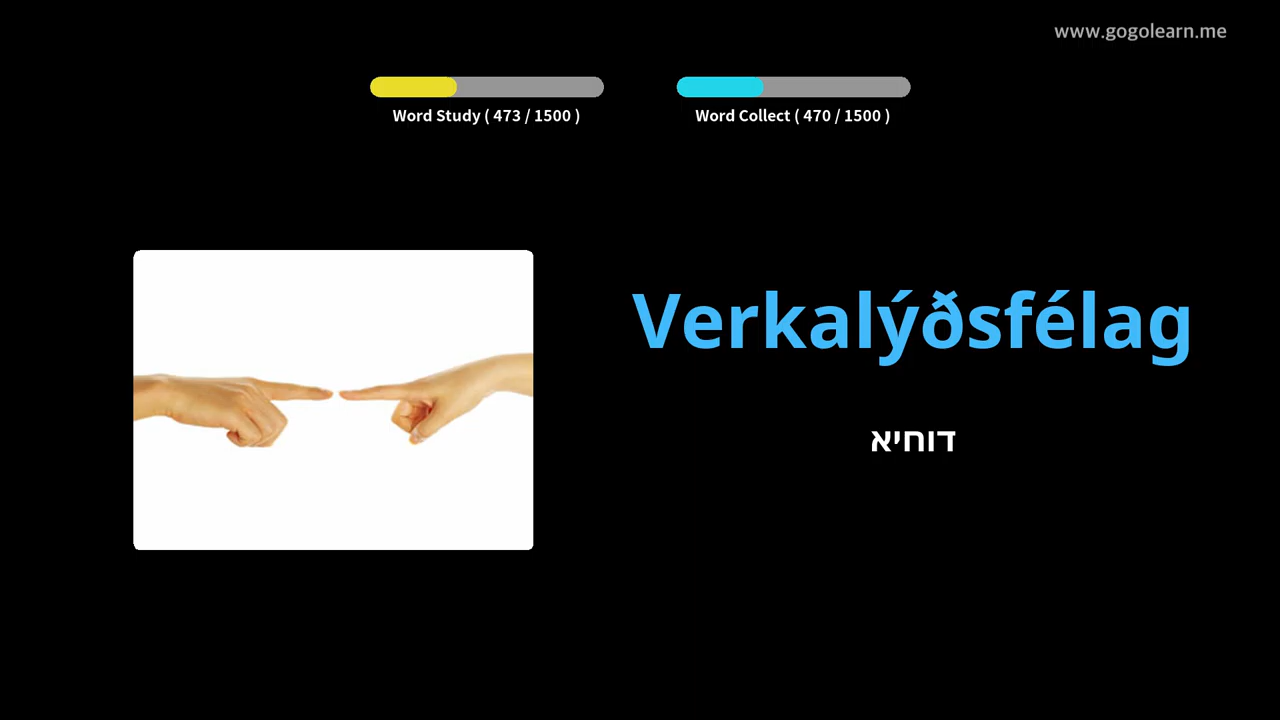 www.gogolearn.me
Word Study ( 473 / 1500 )
Word Collect ( 470 / 1500 )
Verkalýðsfélag
דוחיא